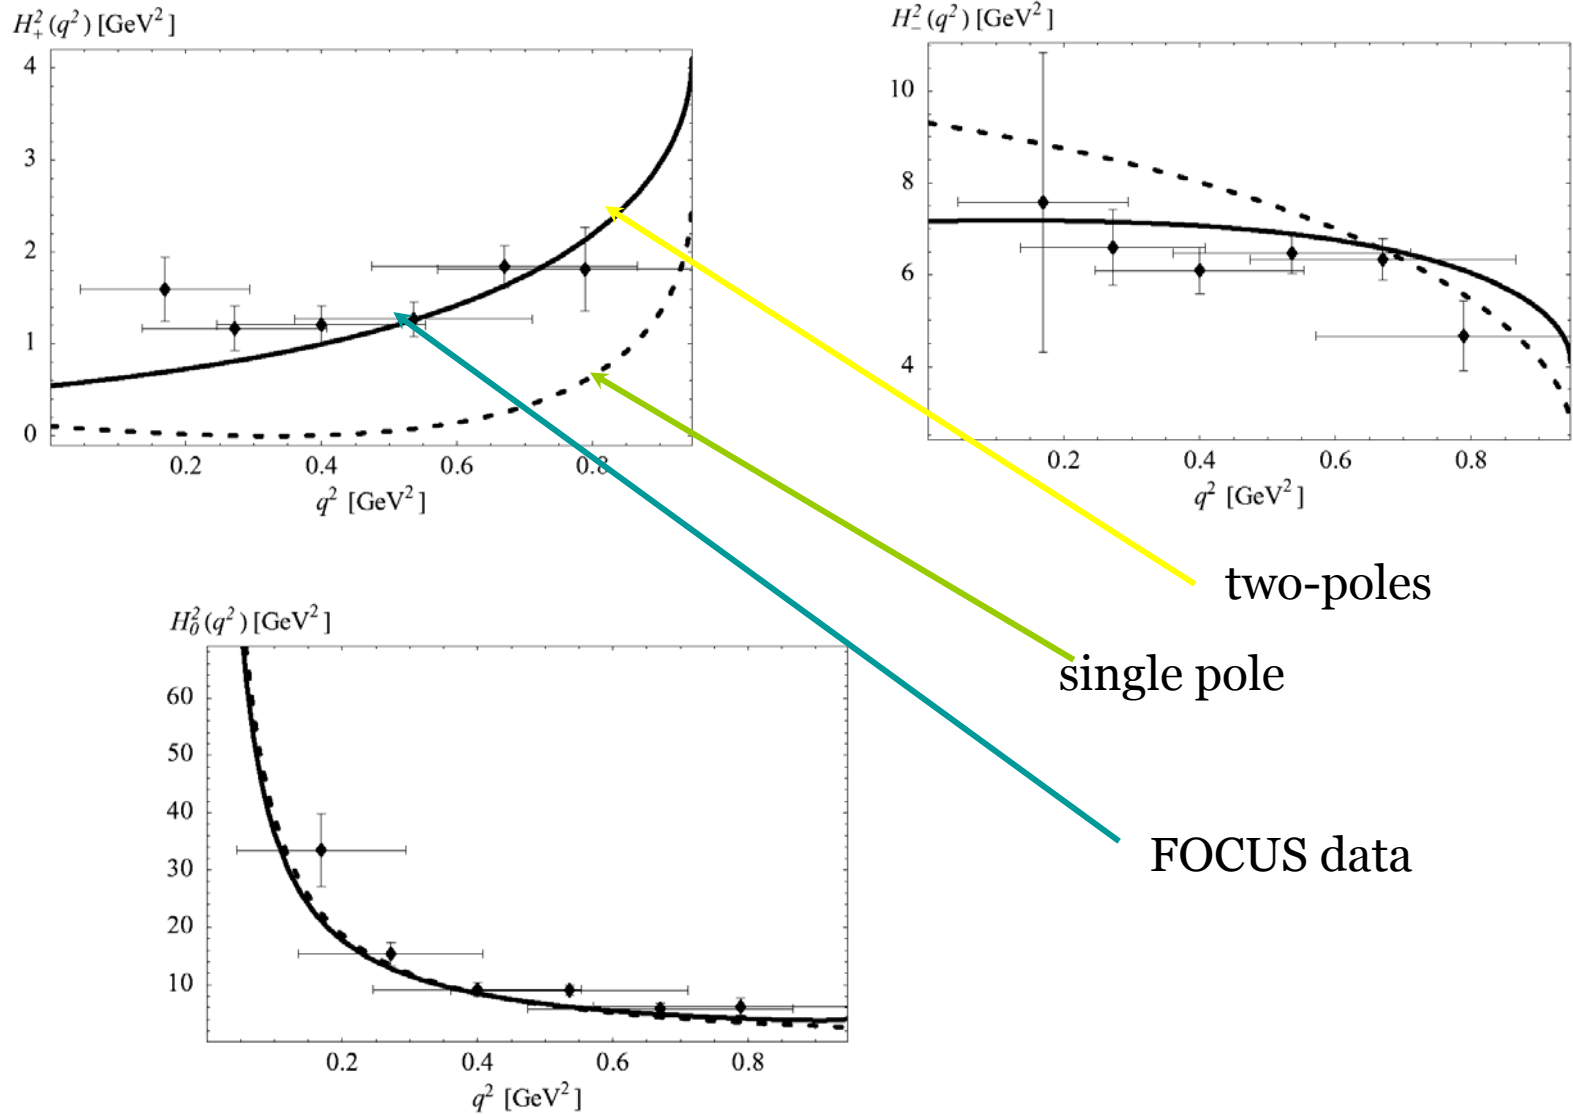 H₊²(q²) [GeV²]
4
3
2
1
0
0.2 0.4 0.6 0.8
q² [GeV²]
H₋²(q²) [GeV²]
10
8
6
4
0.2 0.4 0.6 0.8
q² [GeV²]
two-poles
single pole
FOCUS data
H₀²(q²) [GeV²]
60
50
40
30
20
10
0.2 0.4 0.6 0.8
q² [GeV²]